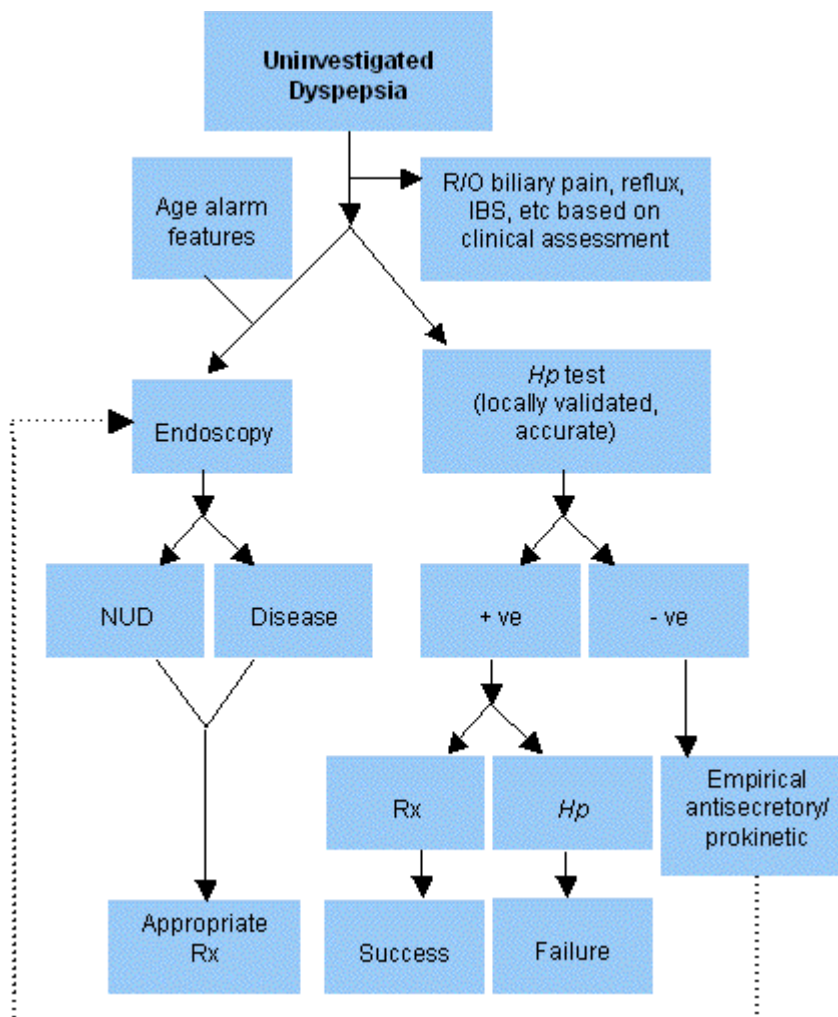 Uninvestigated
Dyspepsia
Age alarm
features
R/O biliary pain, reflux,
IBS, etc based on
clinical assessment
Endoscopy
Hp test
(locally validated,
accurate)
NUD
Disease
+ ve
- ve
Rx
Hp
Empirical
antisecretory/
prokinetic
Appropriate
Rx
Success
Failure